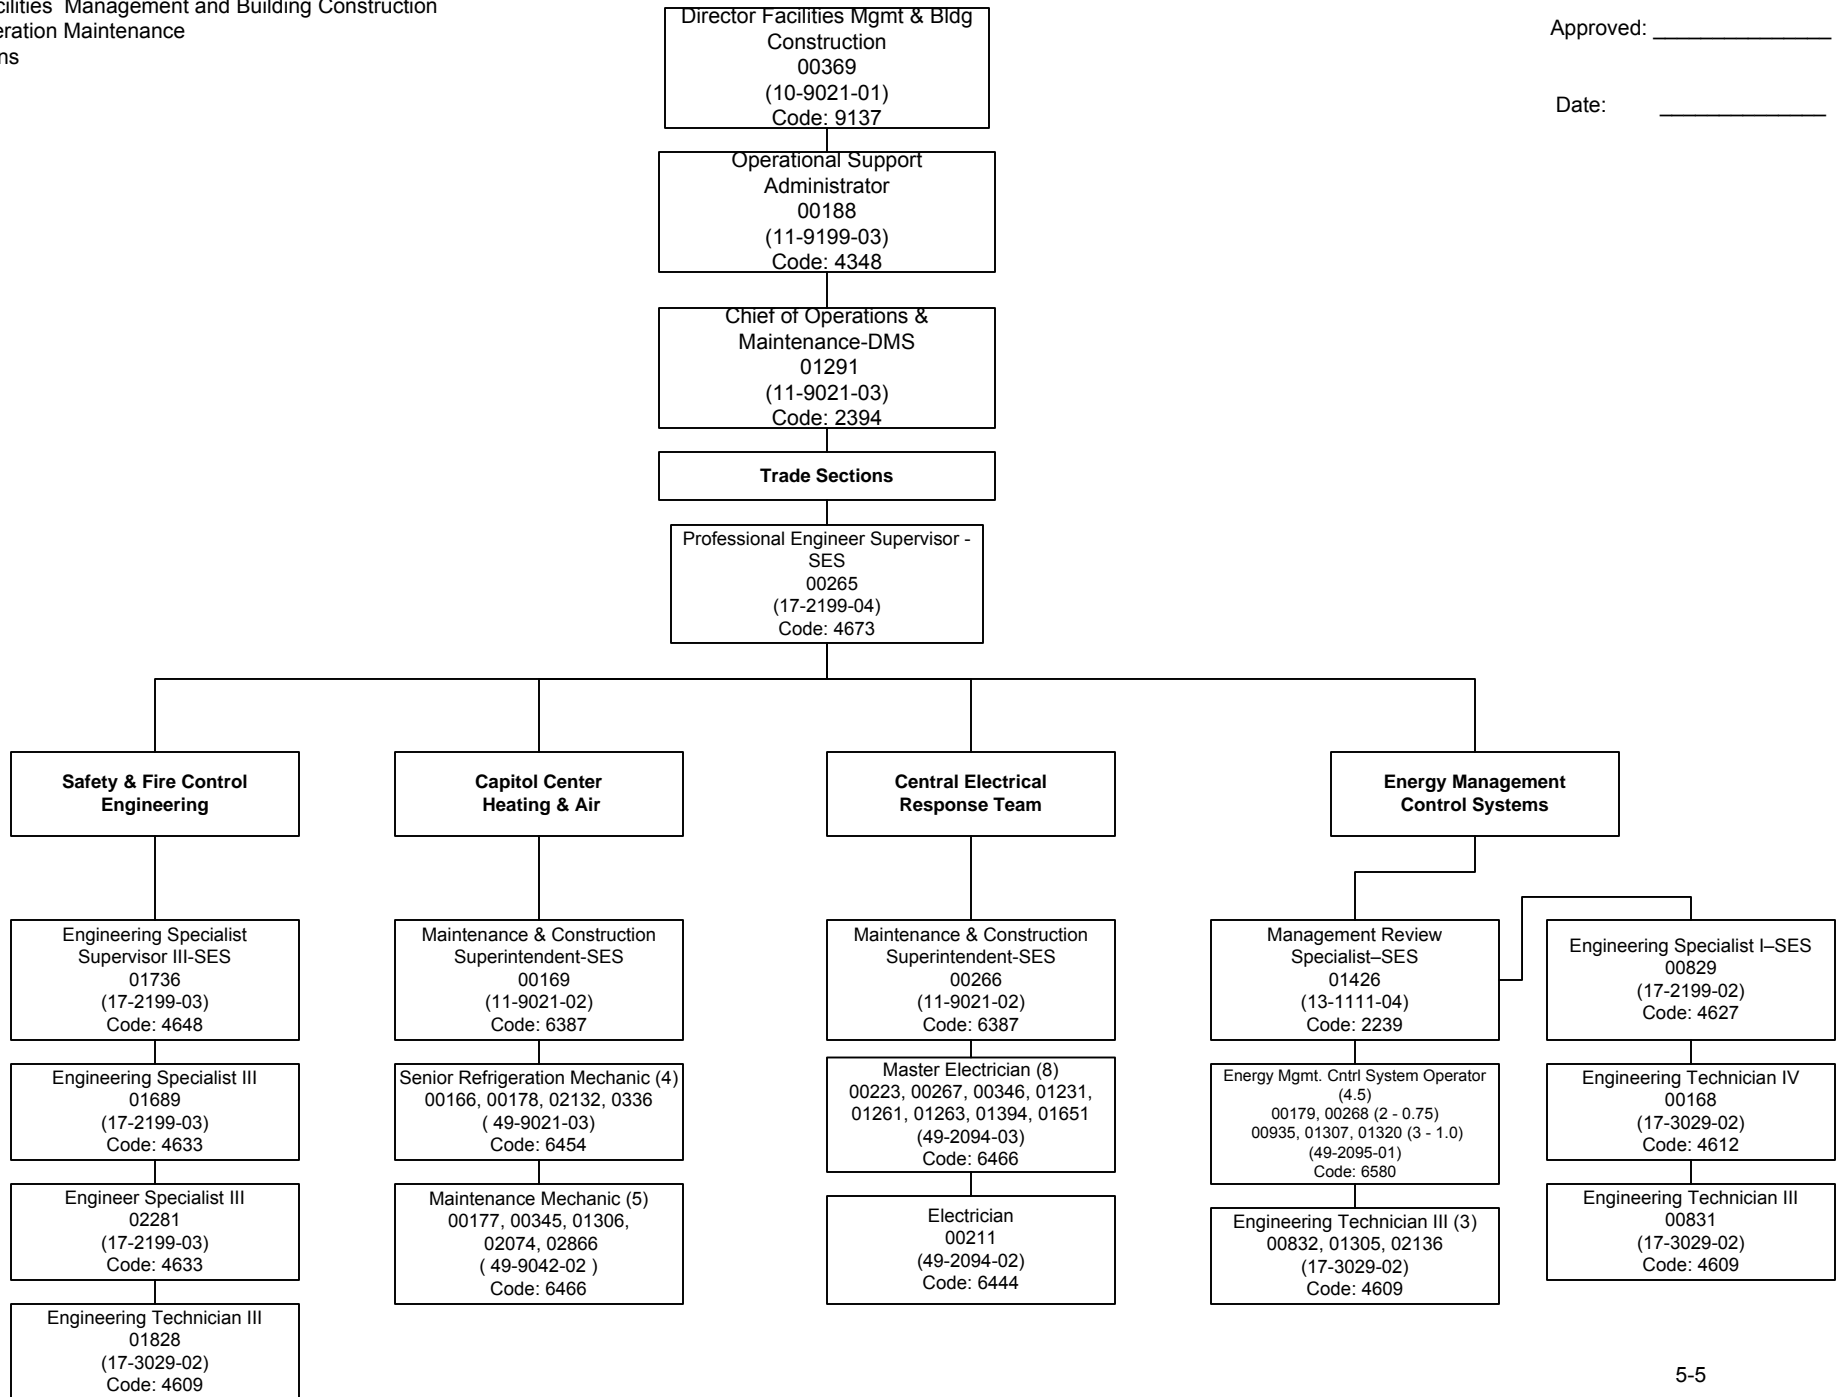 Management and Building Construction
Maintenance
Approved: _______________
Date: ______________
Director Facilities Mgmt & Bldg
Construction
00369
(10-9021-01)
Code: 9137
Operational Support
Administrator
00188
(11-9199-03)
Code: 4348
Chief of Operations &
Maintenance-DMS
01291
(11-9021-03)
Code: 2394
Trade Sections
Professional Engineer Supervisor -
SES
00265
(17-2199-04)
Code: 4673
Safety & Fire Control
Engineering
Engineering Specialist
Supervisor III-SES
01736
(17-2199-03)
Code: 4648
Engineering Specialist III
01689
(17-2199-03)
Code: 4633
Engineer Specialist III
02281
(17-2199-03)
Code: 4633
Engineering Technician III
01828
(17-3029-02)
Code: 4609
Capitol Center
Heating & Air
Maintenance & Construction
Superintendent-SES
00169
(11-9021-02)
Code: 6387
Senior Refrigeration Mechanic (4)
00166, 00178, 02132, 0336
( 49-9021-03)
Code: 6454
Maintenance Mechanic (5)
00177, 00345, 01306,
02074, 02866
( 49-9042-02 )
Code: 6466
Central Electrical
Response Team
Maintenance & Construction
Superintendent-SES
00266
(11-9021-02)
Code: 6387
Master Electrician (8)
00223, 00267, 00346, 01231,
01261, 01263, 01394, 01651
(49-2094-03)
Code: 6466
Electrician
00211
(49-2094-02)
Code: 6444
Energy Management
Control Systems
Management Review
Specialist–SES
01426
(13-1111-04)
Code: 2239
Energy Mgmt. Cntrl System Operator
(4.5)
00179, 00268 (2 - 0.75)
00935, 01307, 01320 (3 - 1.0)
(49-2095-01)
Code: 6580
Engineering Technician III (3)
00832, 01305, 02136
(17-3029-02)
Code: 4609
Engineering Specialist I–SES
00829
(17-2199-02)
Code: 4627
Engineering Technician IV
00168
(17-3029-02)
Code: 4612
Engineering Technician III
00831
(17-3029-02)
Code: 4609
5-5